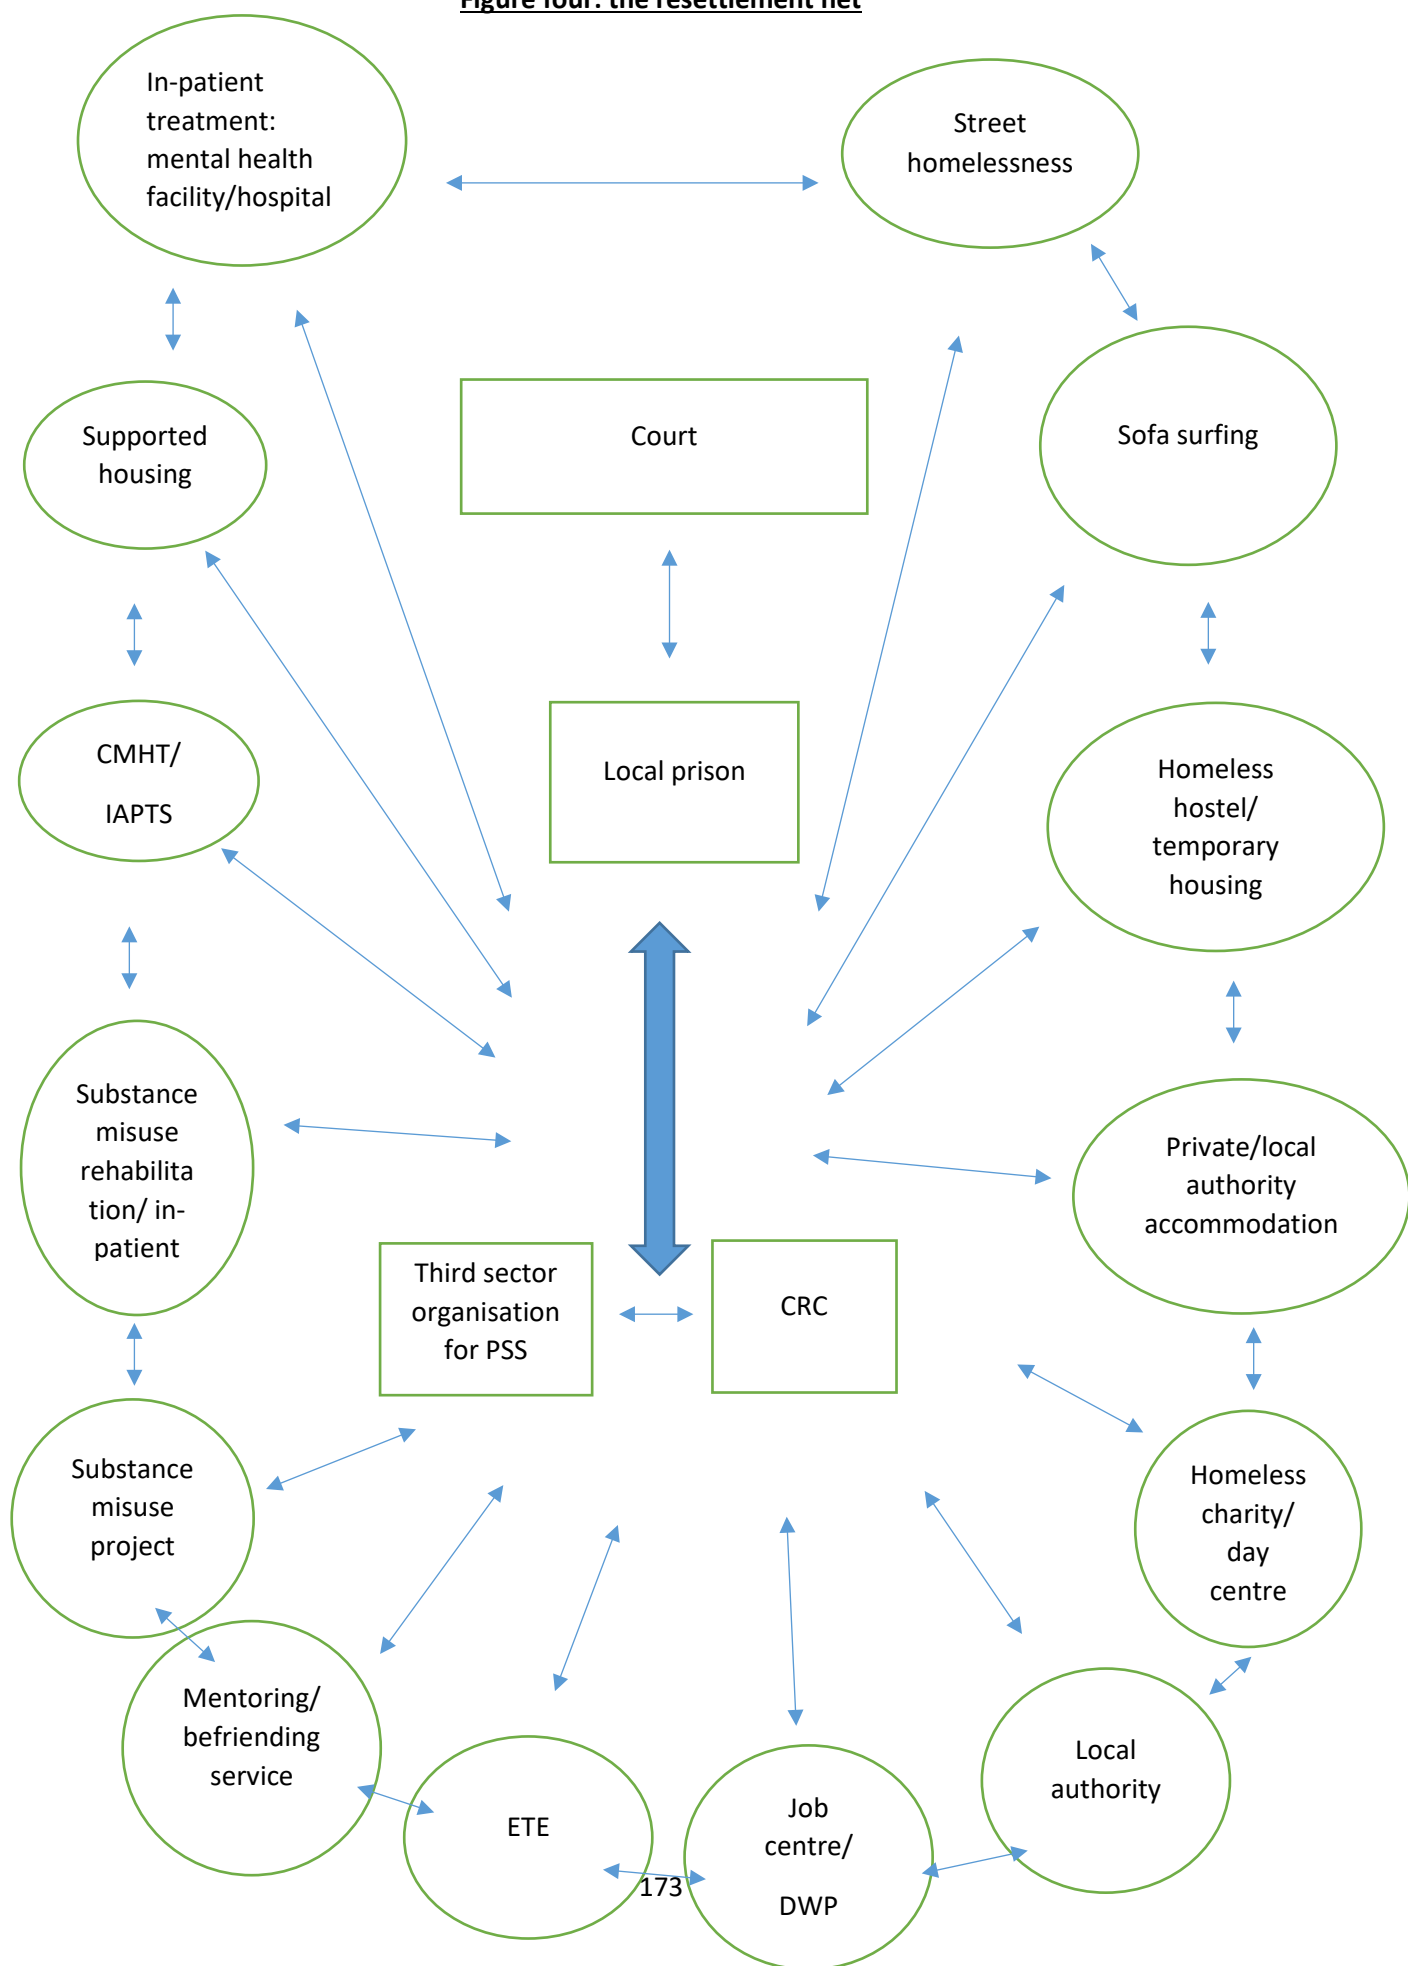 Figure four: the resettlement net
In-patient
treatment:
mental health
facility/hospital
Street
homelessness
Supported
housing
Court
Sofa surfing
CMHT/
IAPTS
Local prison
Homeless
hostel/
temporary
housing
Substance
misuse
rehabilita
tion/ in-
patient
Private/local
authority
accommodation
Third sector
organisation
for PSS
CRC
Substance
misuse
project
Homeless
charity/
day
centre
Mentoring/
befriending
service
Local
authority
ETE
Job
centre/
DWP
173